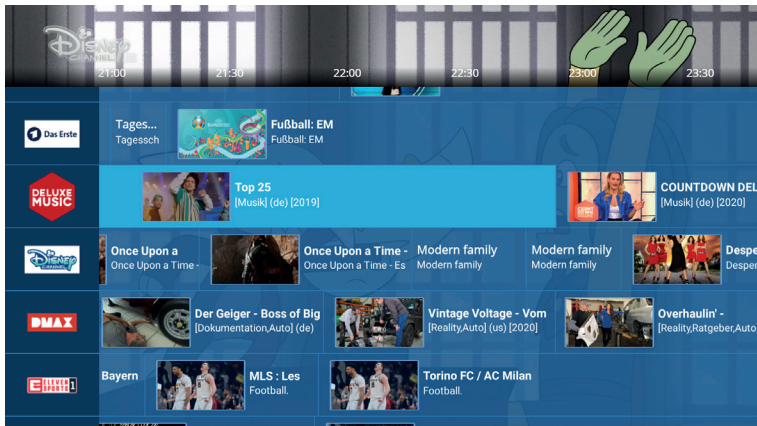 Disney
CHANNEL
21:00 21:30 22:00 22:30 23:00 23:30
Das Erste
Tages...
Tagessch
Fußball: EM
Fußball: EM
DELUXE
MUSIC
Top 25
[Musik] (de) [2019]
COUNTDOWN DEL
[Musik] (de) [2020]
Disney
CHANNEL
Once Upon a
Once Upon a Time -
Once Upon a Time -
Once Upon a Time - Es
Modern family
Modern family
Modern family
Modern family
Despe
Desper
DMAX
Der Geiger - Boss of Big
[Dokumentation,Auto] (de)
Vintage Voltage - Vom
[Reality,Auto] (us) [2020]
Overhaulin' -
[Reality,Ratgeber,Auto
ELEVEN
SPORTS 1
Bayern
MLS : Les
Football.
Torino FC / AC Milan
Football.